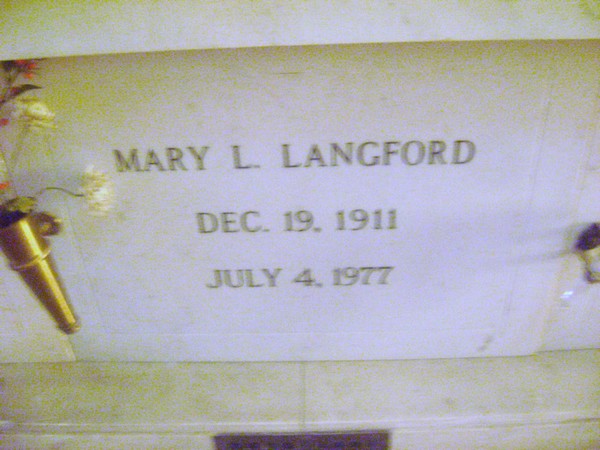 MARY L. LANGFORD
DEC. 19, 1911
JULY 4, 1977